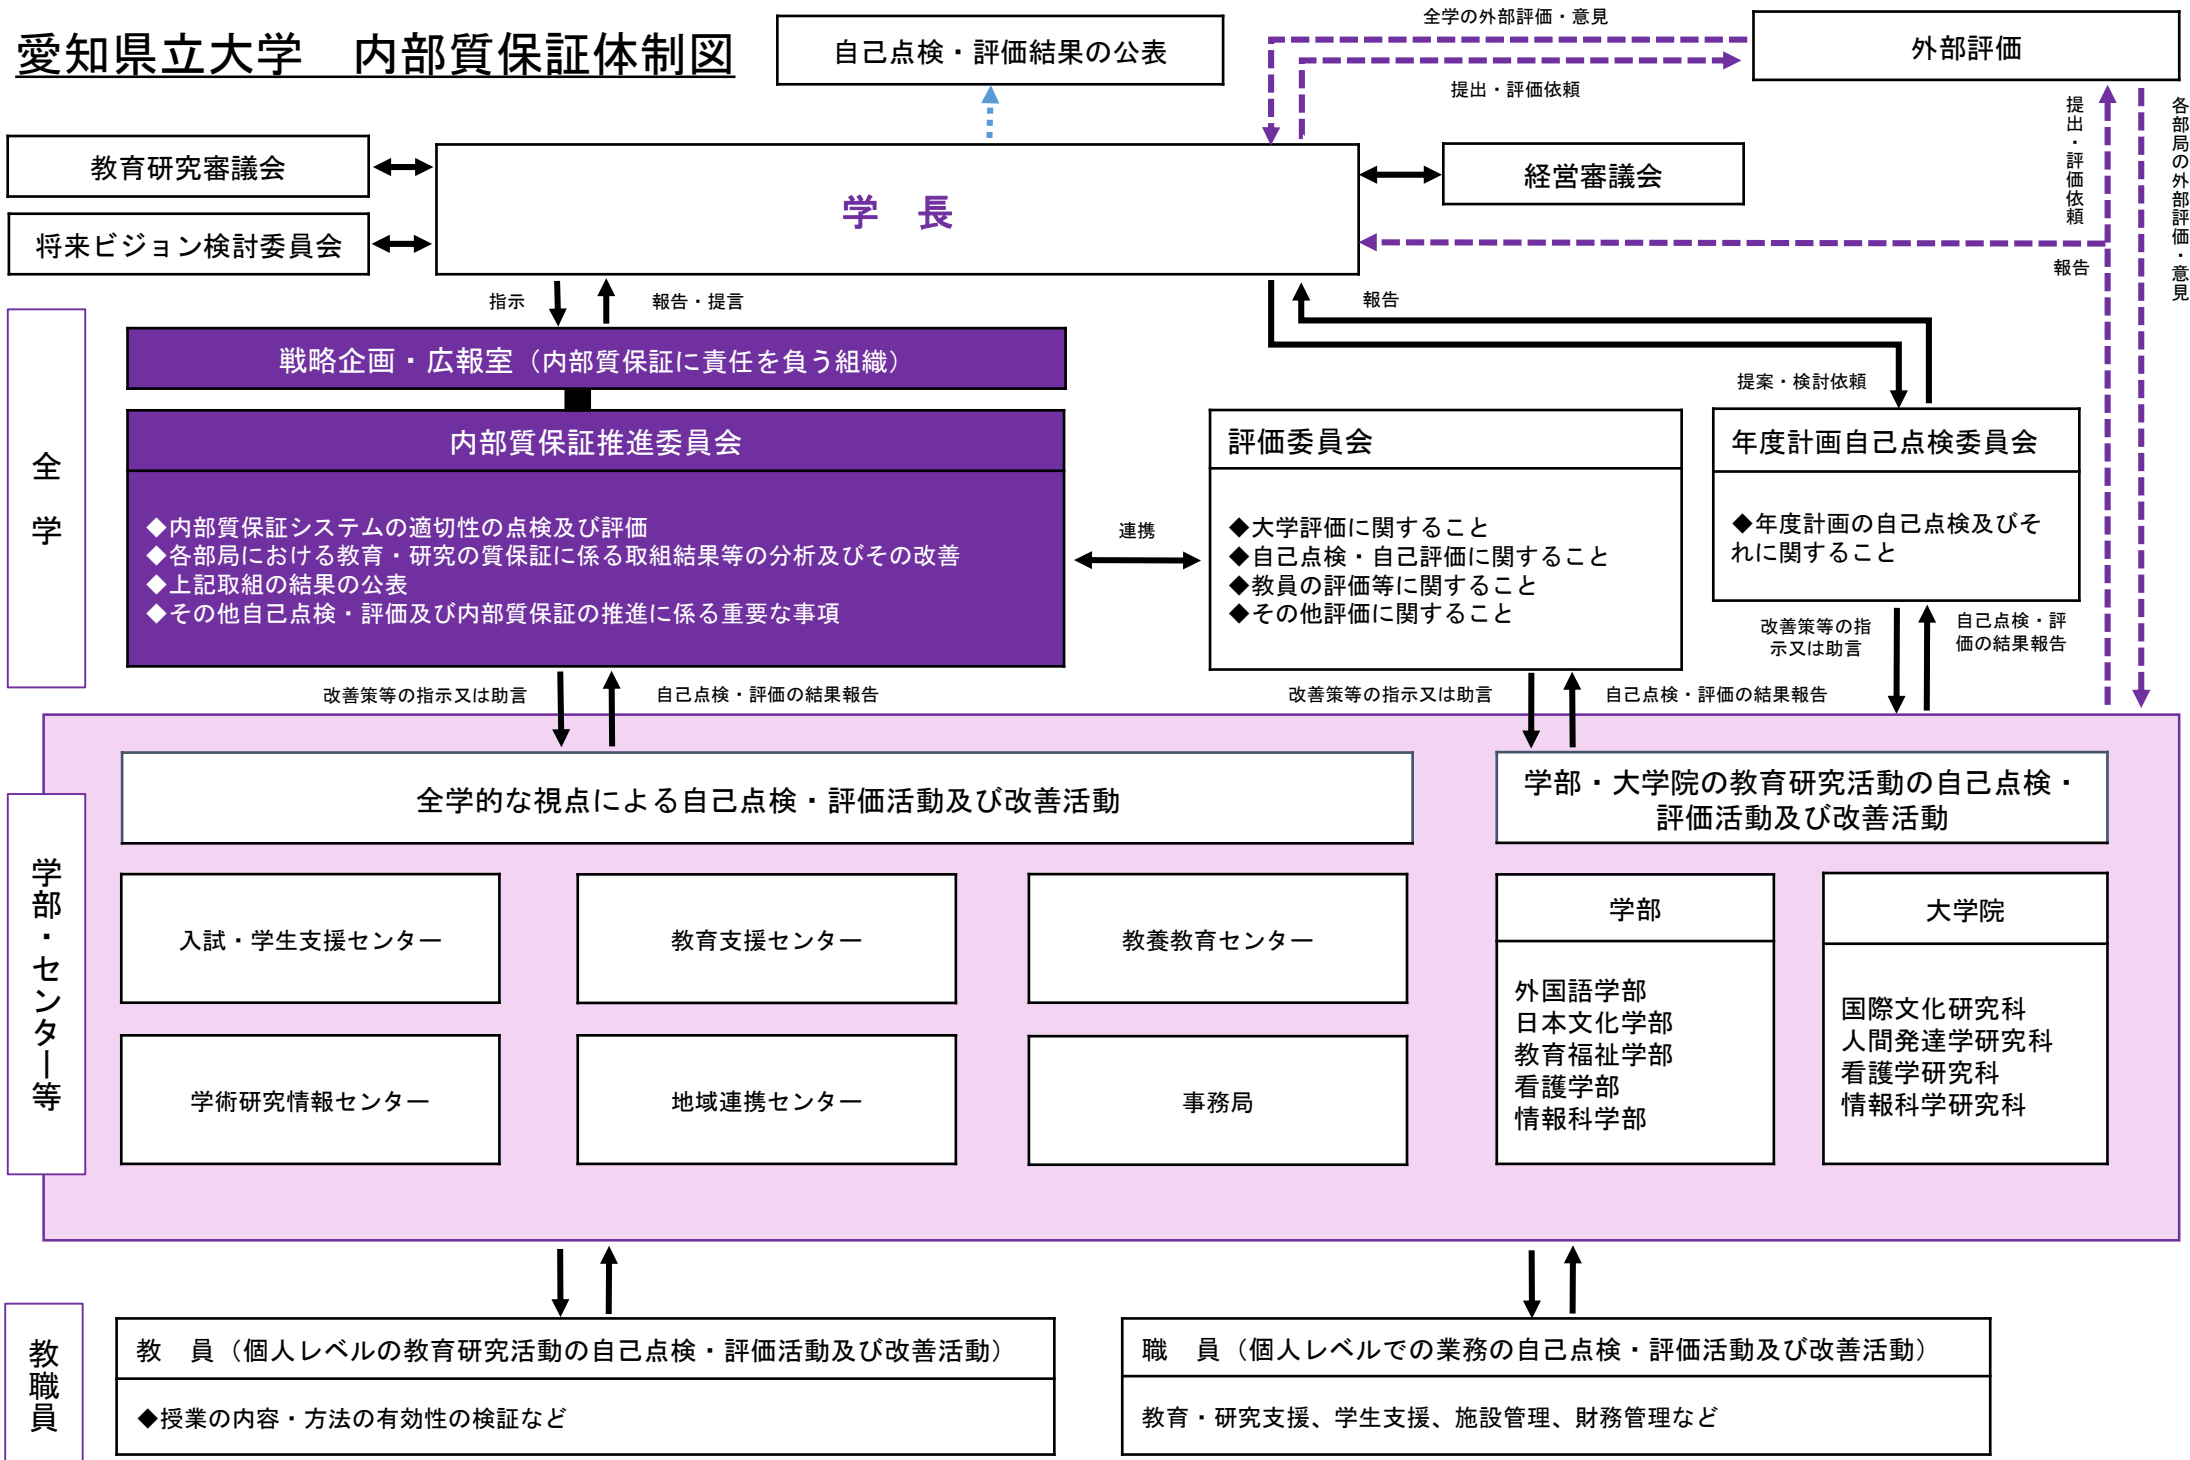 愛知県立大学　内部質保証体制図
自己点検・評価結果の公表
全学の外部評価・意見
提出・評価依頼
外部評価
教育研究審議会
将来ビジョン検討委員会
学　長
経営審議会
提出・評価依頼
各部局の外部評価・意見
報告
指示
報告・提言
報告
提案・検討依頼
全　学
戦略企画・広報室（内部質保証に責任を負う組織）
内部質保証推進委員会
◆内部質保証システムの適切性の点検及び評価
◆各部局における教育・研究の質保証に係る取組結果等の分析及びその改善
◆上記取組の結果の公表
◆その他自己点検・評価及び内部質保証の推進に係る重要な事項
連携
評価委員会
◆大学評価に関すること
◆自己点検・自己評価に関すること
◆教員の評価等に関すること
◆その他評価に関すること
年度計画自己点検委員会
◆年度計画の自己点検及びそ
れに関すること
改善策等の指示又は助言
自己点検・評価の結果報告
改善策等の指示又は助言
自己点検・評価の結果報告
改善策等の指
示又は助言
自己点検・評
価の結果報告
学部・センター等
全学的な視点による自己点検・評価活動及び改善活動
学部・大学院の教育研究活動の自己点検・
評価活動及び改善活動
入試・学生支援センター
教育支援センター
教養教育センター
学術研究情報センター
地域連携センター
事務局
学部
外国語学部
日本文化学部
教育福祉学部
看護学部
情報科学部
大学院
国際文化研究科
人間発達学研究科
看護学研究科
情報科学研究科
教職員
教　員（個人レベルの教育研究活動の自己点検・評価活動及び改善活動）
◆授業の内容・方法の有効性の検証など
職　員（個人レベルでの業務の自己点検・評価活動及び改善活動）
教育・研究支援、学生支援、施設管理、財務管理など